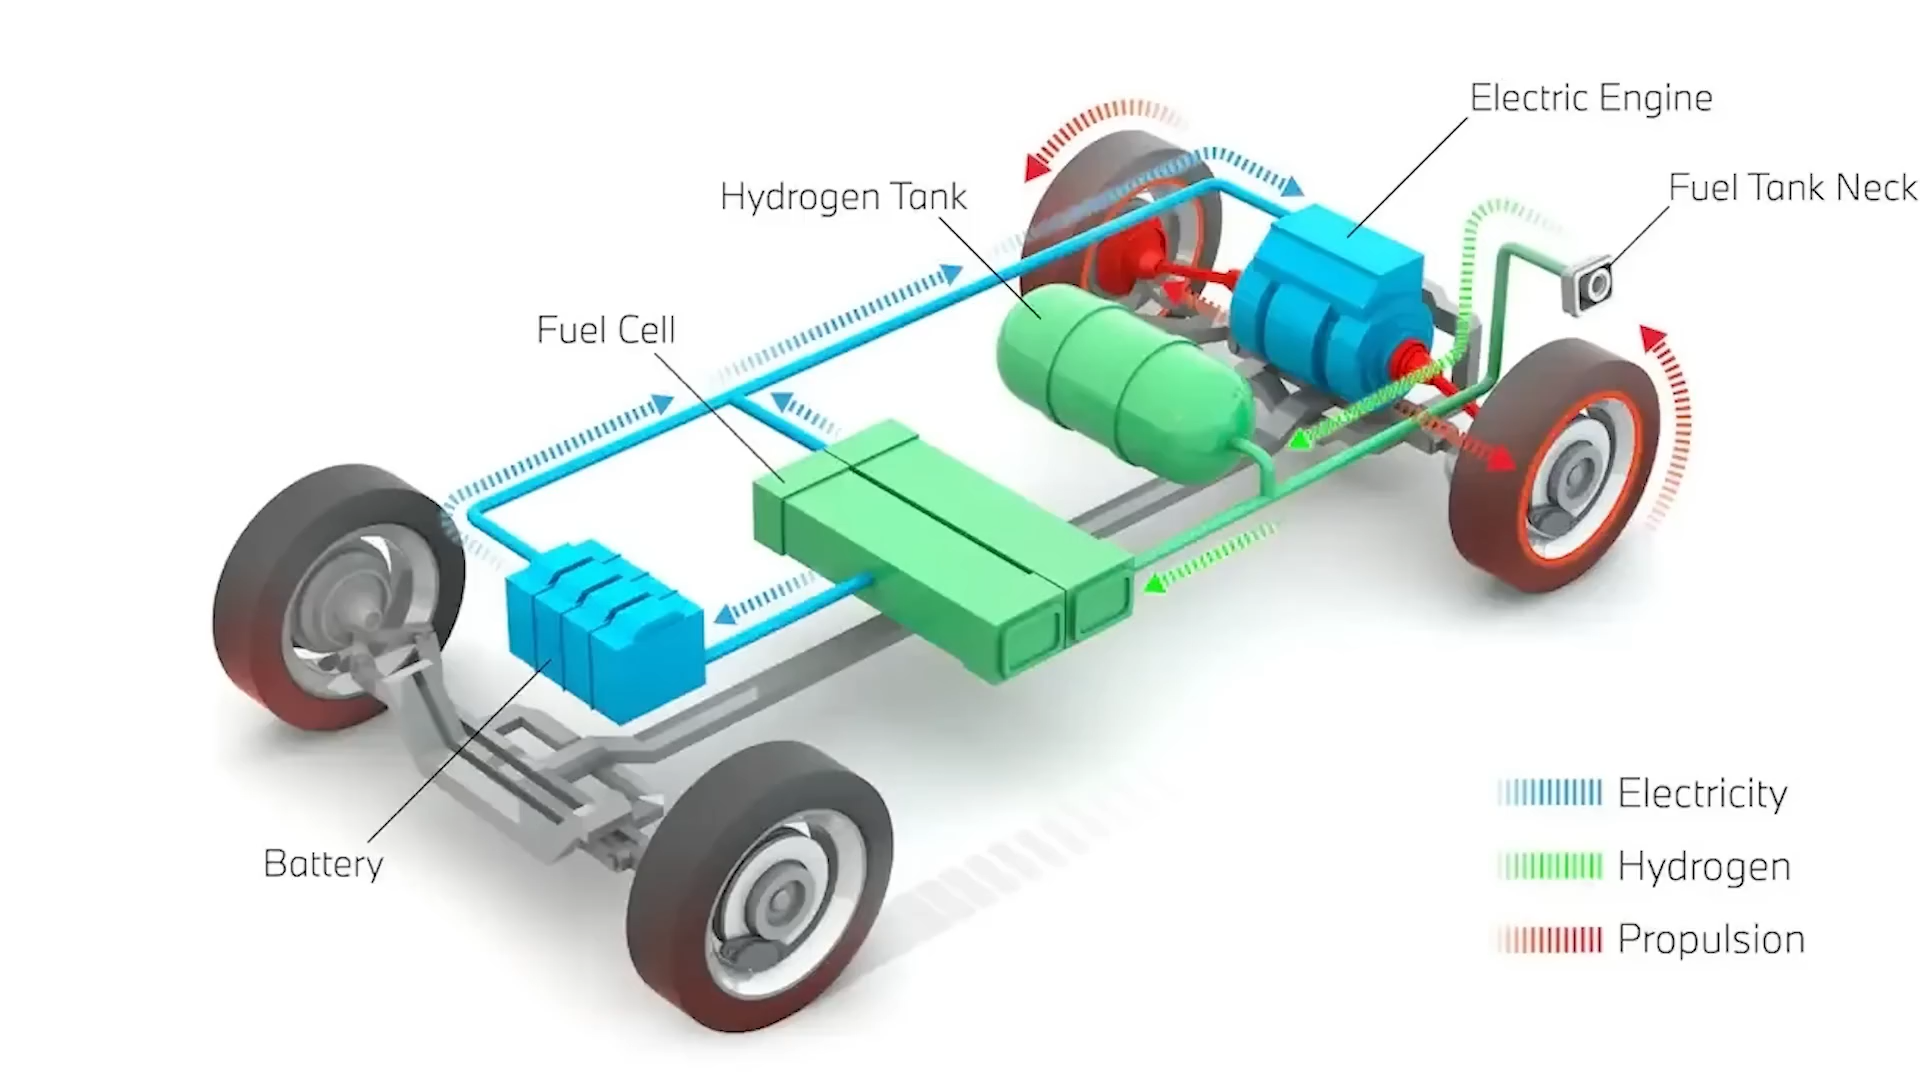 Electric Engine
Fuel Tank Neck
Hydrogen Tank
Fuel Cell
Battery
Electricity
Hydrogen
Propulsion